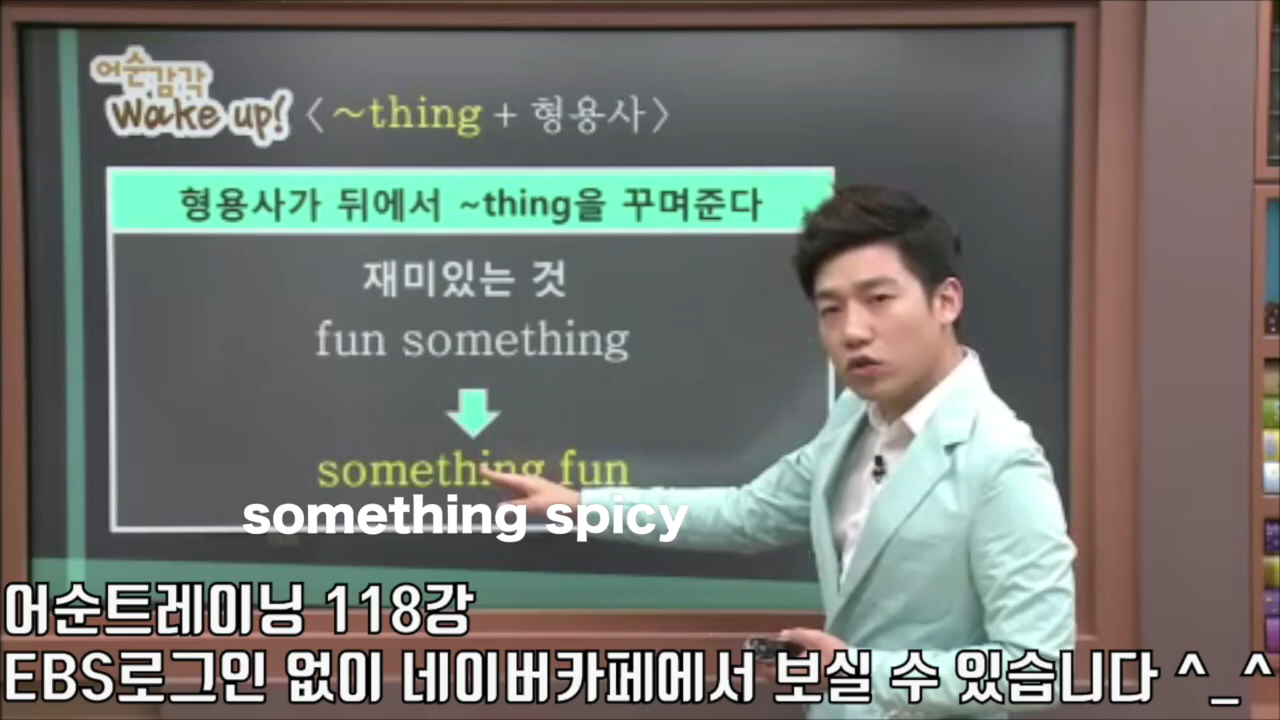 어순감각
Wake up! <~thing + 형용사>
형용사가 뒤에서 ~thing을 꾸며준다
재미있는 것
fun something
something fun
something spicy
어순트레이닝 118강
EBS로그인 없이 네이버카페에서 보실 수 있습니다 ^_^